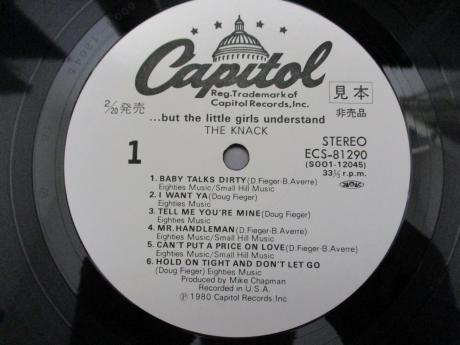 Capitol
Reg. Trademark of
Capitol Records, Inc.
2/20発売
見本
非売品
...but the little girls understand
THE KNACK
1
STEREO
ECS-81290
(SOO1-12045)
33⅓ r.p.m.
1. BABY TALKS DIRTY (D.Fieger-B.Averre)
Eighties Music/Small Hill Music
2. I WANT YA (Doug Fieger)
Eighties Music
3. TELL ME YOU'RE MINE (Doug Fieger)
Eighties Music
4. MR. HANDLEMAN (D.Fieger-B.Averre)
Eighties Music/Small Hill Music
5. CAN'T PUT A PRICE ON LOVE (D.Fieger-B.Averre)
Eighties Music/Small Hill Music
6. HOLD ON TIGHT AND DON'T LET GO
(Doug Fieger) Eighties Music
Produced by Mike Chapman
Recorded in U.S.A.
℗ 1980 Capitol Records, Inc.